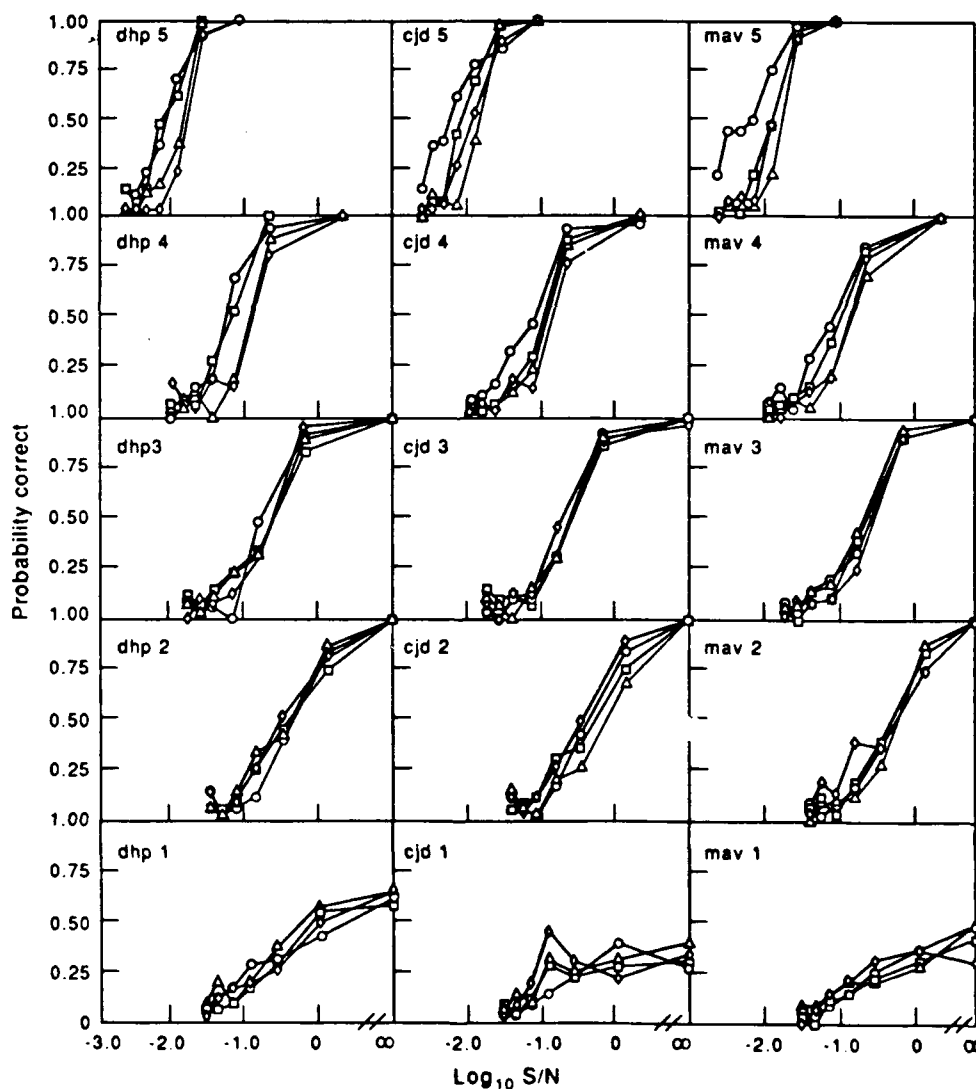 1.00
dhp 5
cjd 5
mav 5
0.75
0.50
0.25
1.00
dhp 4
cjd 4
mav 4
0.75
0.50
0.25
1.00
dhp3
cjd 3
mav 3
0.75
0.50
0.25
1.00
dhp 2
cjd 2
mav 2
0.75
0.50
0.25
1.00
dhp 1
cjd 1
mav 1
0.75
0.50
0.25
0
Probability correct
-3.0 -2.0 -1.0 0 ∞ -2.0 -1.0 0 ∞ -2.0 -1.0 0 ∞
Log10 S/N